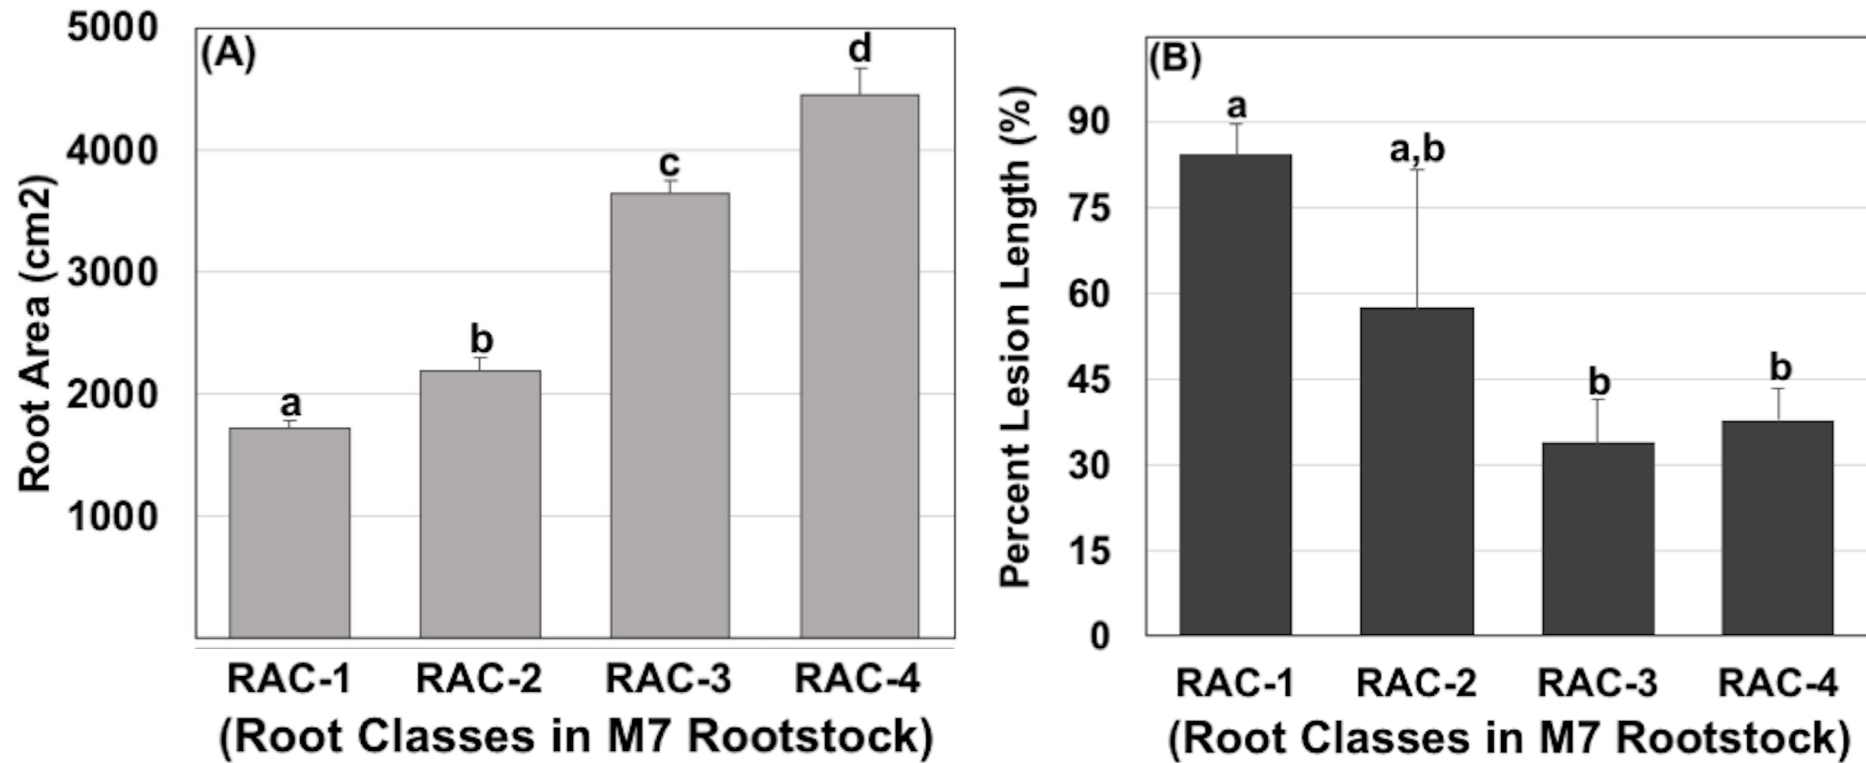 (A)
Root Area (cm2)
5000
4000
3000
2000
1000
a
b
c
d
RAC-1 RAC-2 RAC-3 RAC-4
(Root Classes in M7 Rootstock)
(B)
Percent Lesion Length (%)
90
75
60
45
30
15
0
a
a,b
b
b
RAC-1 RAC-2 RAC-3 RAC-4
(Root Classes in M7 Rootstock)